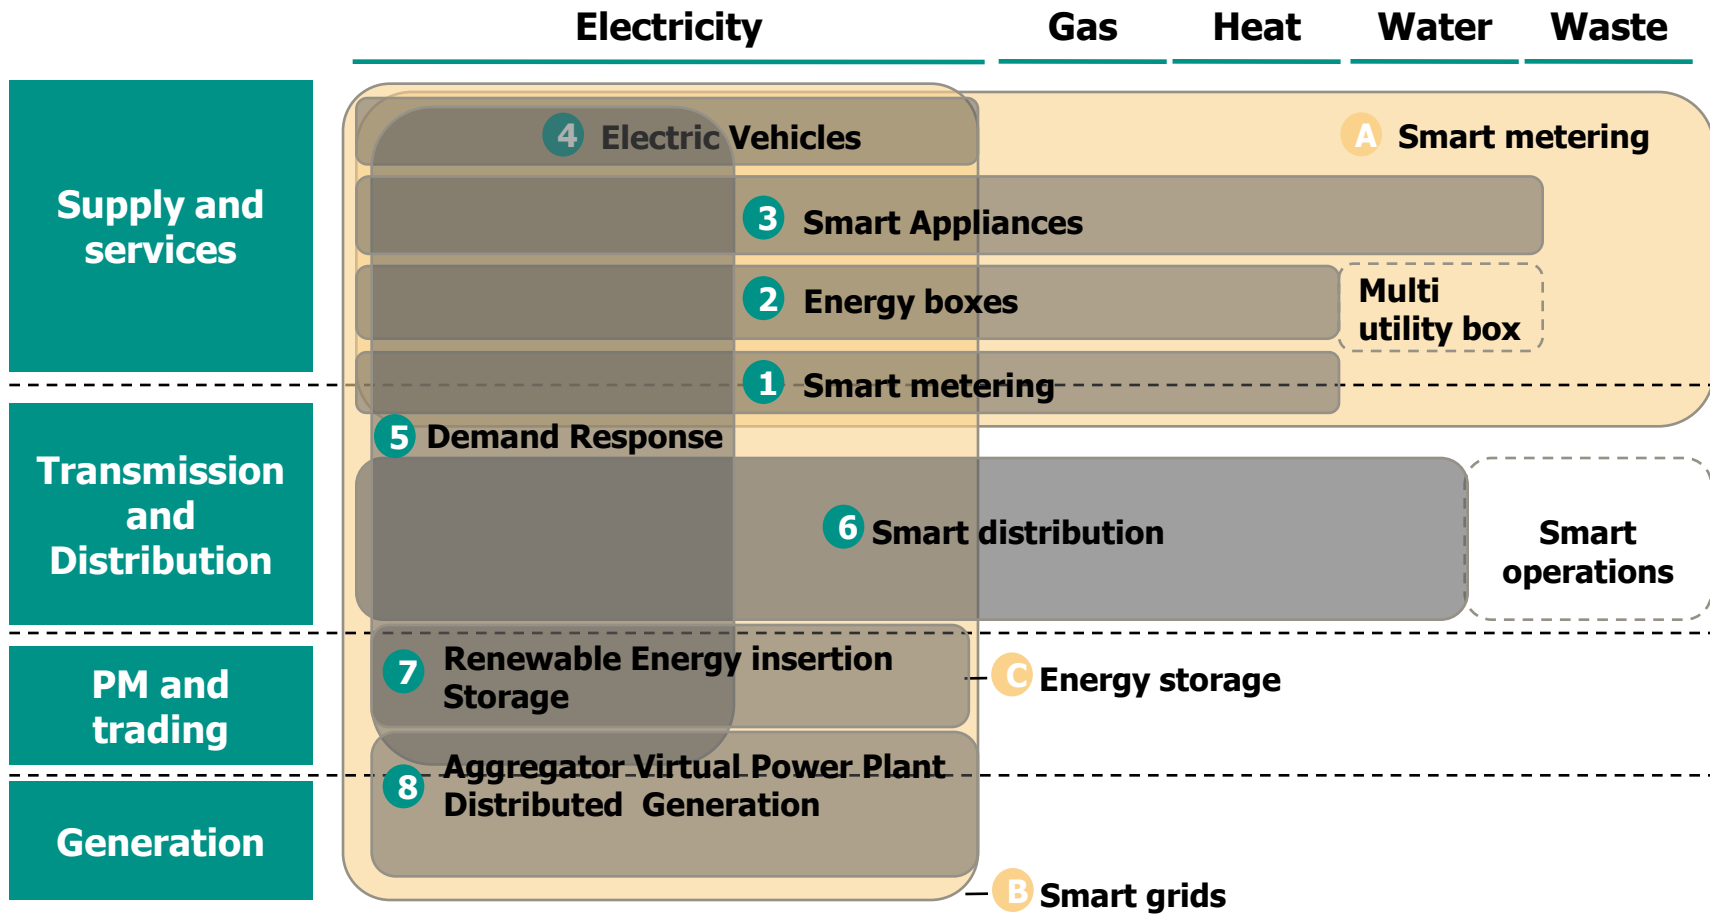 Electricity Gas Heat Water Waste
Supply and
services
4 Electric Vehicles
A Smart metering
3 Smart Appliances
2 Energy boxes
Multi
utility box
1 Smart metering
Transmission
and
Distribution
5 Demand Response
6 Smart distribution
Smart
operations
PM and
trading
7 Renewable Energy insertion
Storage
C Energy storage
Generation
8 Aggregator Virtual Power Plant
Distributed Generation
B Smart grids